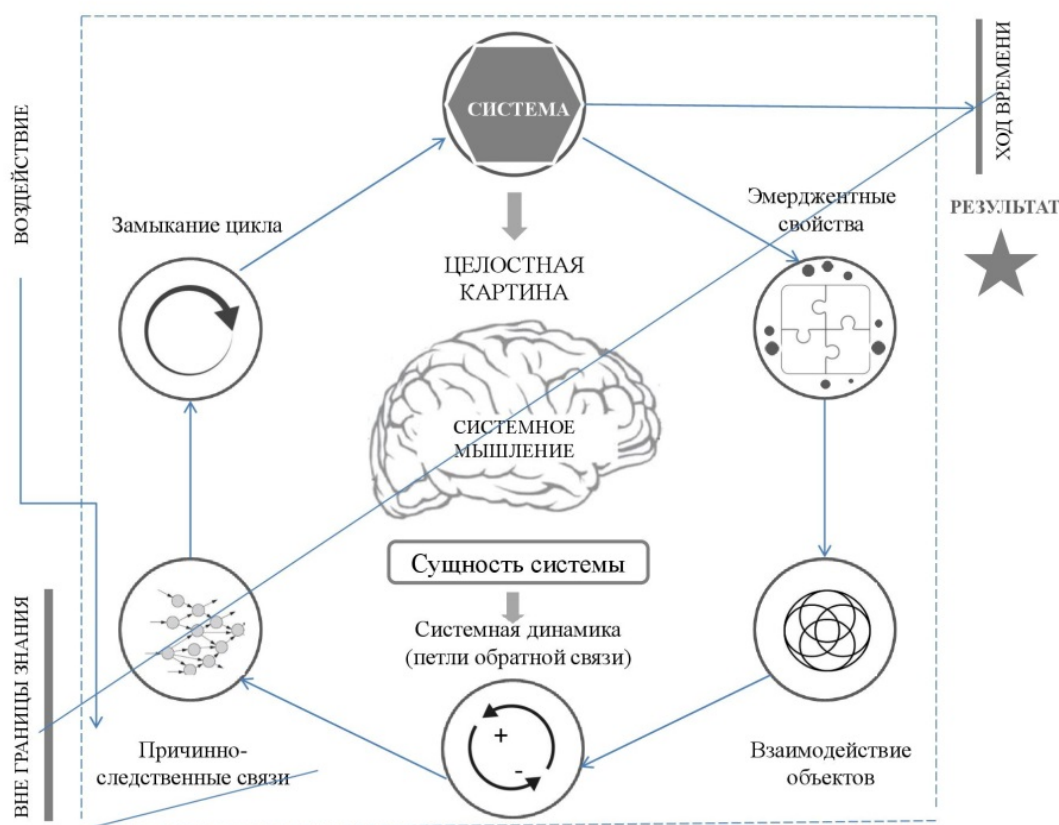 ВОЗДЕЙСТВИЕ
СИСТЕМА
ХОД ВРЕМЕНИ
Замыкание цикла
Эмерджентные
свойства
РЕЗУЛЬТАТ
ЦЕЛОСТНАЯ
КАРТИНА
СИСТЕМНОЕ
МЫШЛЕНИЕ
Сущность системы
Системная динамика
(петли обратной связи)
+
-
ВНЕ ГРАНИЦЫ ЗНАНИЯ
Причинно-
следственные связи
Взаимодействие
объектов